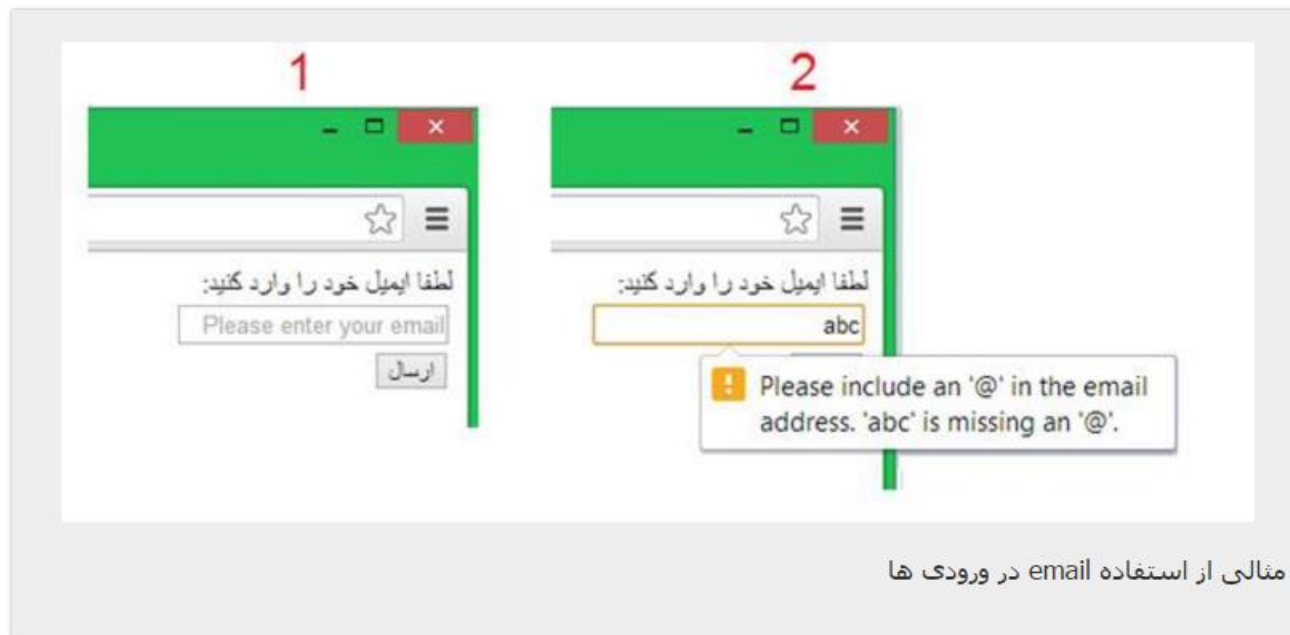 1
2
لطفا ایمیل خود را وارد کنید:
Please enter your email
ارسال
لطفا ایمیل خود را وارد کنید:
abc
Please include an '@' in the email
address. 'abc' is missing an '@'.
مثالی از استفاده email در ورودی ها